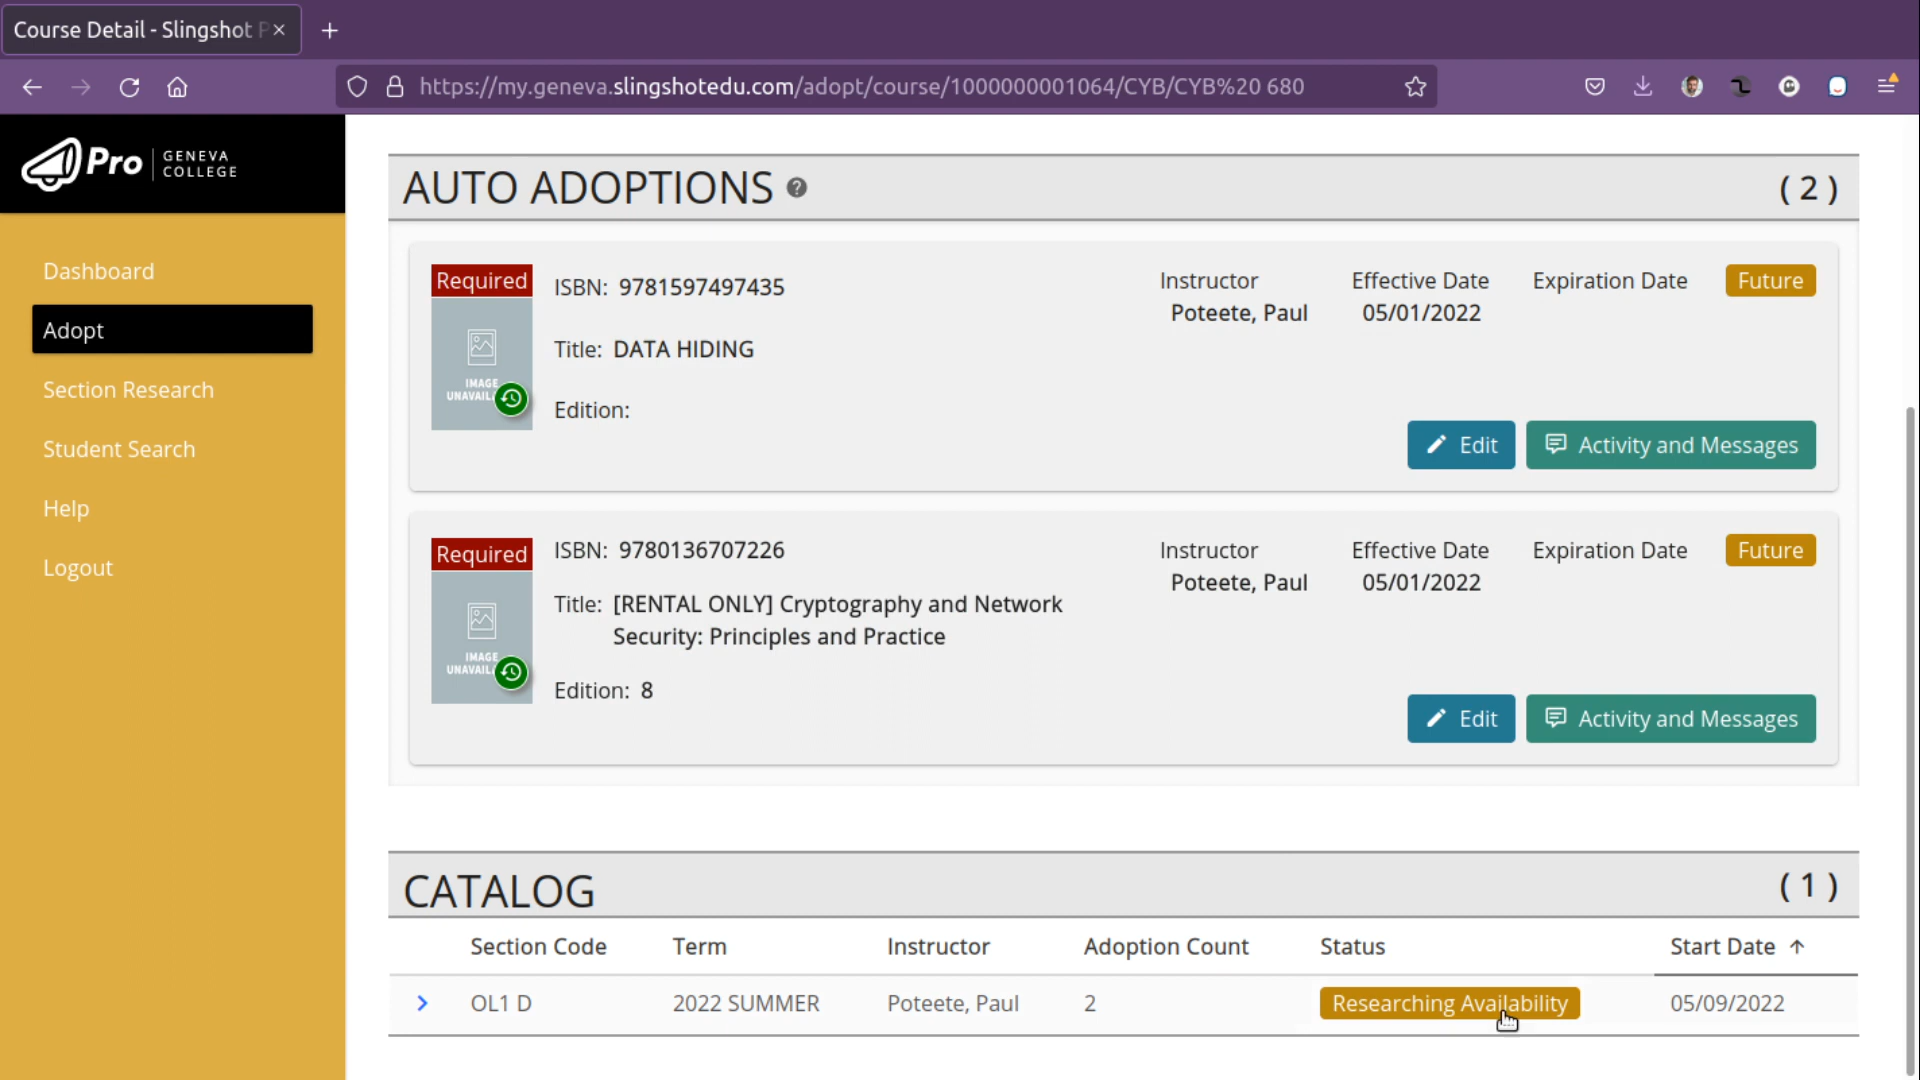 Course Detail - Slingshot P
https://my.geneva.slingshotedu.com/adopt/course/1000000001064/CYB/CYB%20 680
Pro GENEVA
COLLEGE
Dashboard
Adopt
Section Research
Student Search
Help
Logout
AUTO ADOPTIONS ?
( 2 )
Required
IMAGE
UNAVAIL
ISBN: 9781597497435
Title: DATA HIDING
Edition:
Instructor
Poteete, Paul
Effective Date
05/01/2022
Expiration Date
Future
Edit
Activity and Messages
Required
IMAGE
UNAVAIL
ISBN: 9780136707226
Title: [RENTAL ONLY] Cryptography and Network
Security: Principles and Practice
Edition: 8
Instructor
Poteete, Paul
Effective Date
05/01/2022
Expiration Date
Future
Edit
Activity and Messages
CATALOG
( 1 )
Section Code Term Instructor Adoption Count Status Start Date
OL1 D 2022 SUMMER Poteete, Paul 2 Researching Availability 05/09/2022